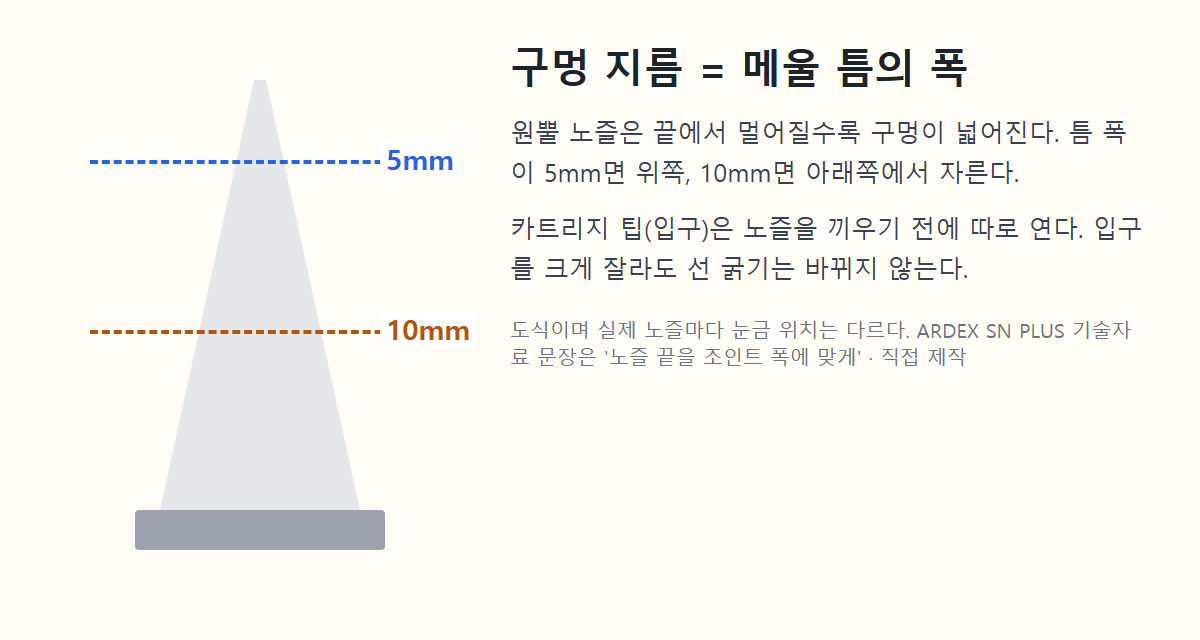 구멍 지름 = 메울 틈의 폭
원뿔 노즐은 끝에서 멀어질수록 구멍이 넓어진다. 틈 폭
이 5mm면 위쪽, 10mm면 아래쪽에서 자른다.
카트리지 팁(입구)은 노즐을 끼우기 전에 따로 연다. 입구
를 크게 잘라도 선 굵기는 바뀌지 않는다.
도식이며 실제 노즐마다 눈금 위치는 다르다. ARDEX SN PLUS 기술자
료 문장은 '노즐 끝을 조인트 폭에 맞게' · 직접 제작
5mm
10mm